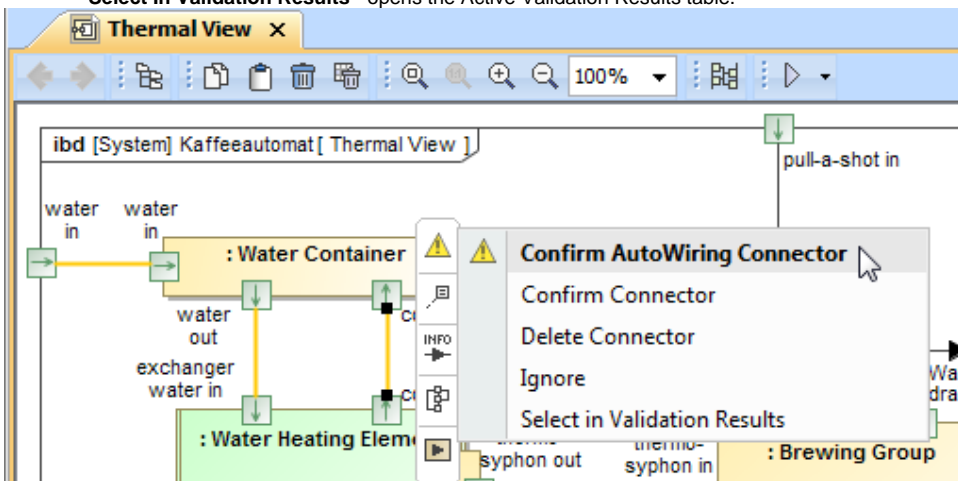 Select in Validation Results - opens the Active Validation Results table.
Thermal View X
100%
ibd [System] Kaffeeautomat [ Thermal View ]
pull-a-shot in
water
in
water
in
: Water Container
Confirm AutoWiring Connector
Confirm Connector
Delete Connector
Ignore
Select in Validation Results
INFO
water
out
exchanger
water in
: Water Heating Eleme
syphon out
thermo-
syphon in
: Brewing Group